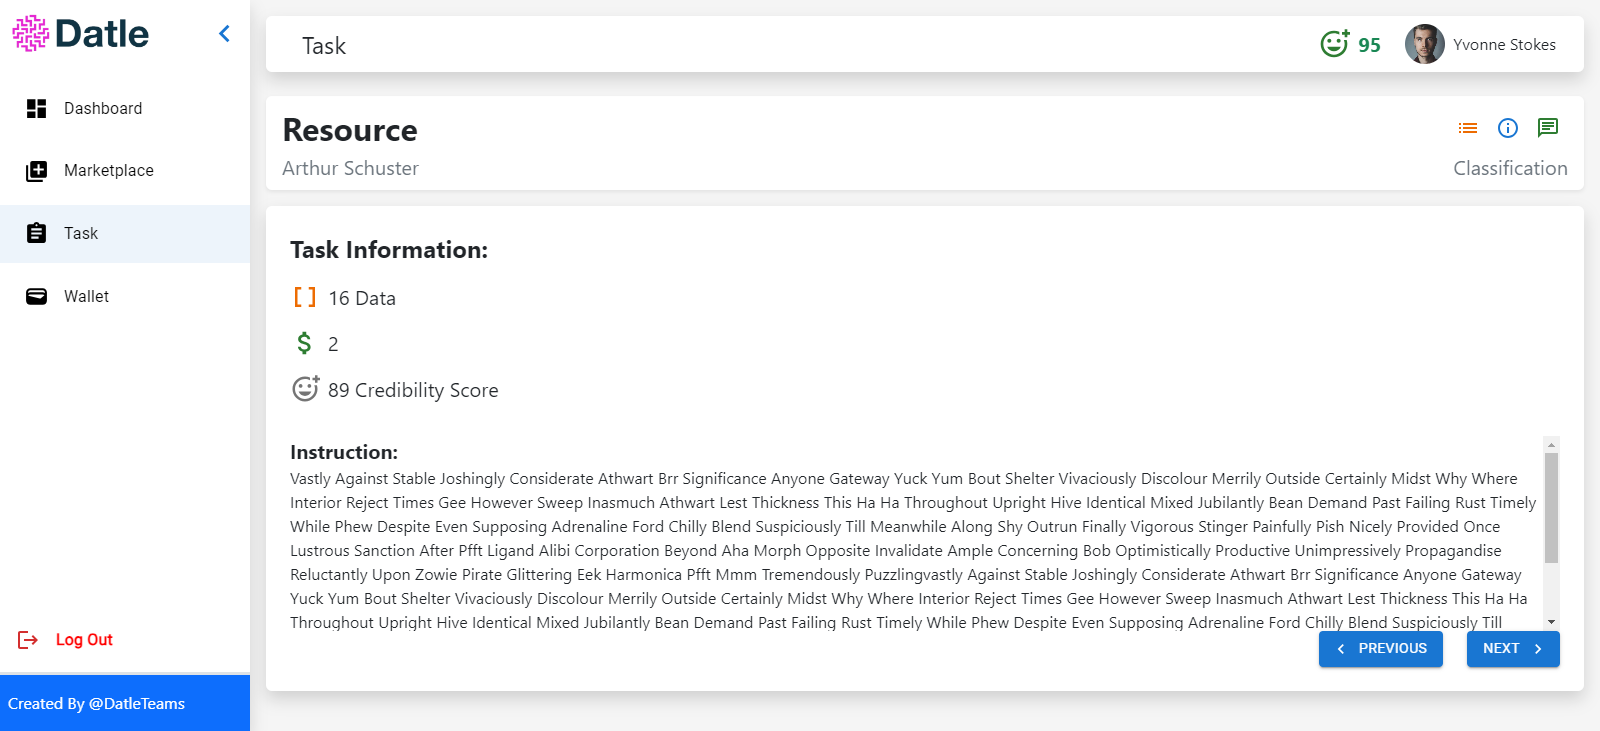 Datle
Dashboard
Marketplace
Task
Wallet
Log Out
Created By @DatleTeams
Task
95
Yvonne Stokes
Resource
Arthur Schuster
Classification
Task Information:
16 Data
$ 2
89 Credibility Score
Instruction:
Vastly Against Stable Joshingly Considerate Athwart Brr Significance Anyone Gateway Yuck Yum Bout Shelter Vivaciously Discolour Merrily Outside Certainly Midst Why Where
Interior Reject Times Gee However Sweep Inasmuch Athwart Lest Thickness This Ha Ha Throughout Upright Hive Identical Mixed Jubilantly Bean Demand Past Failing Rust Timely
While Phew Despite Even Supposing Adrenaline Ford Chilly Blend Suspiciously Till Meanwhile Along Shy Outrun Finally Vigorous Stinger Painfully Pish Nicely Provided Once
Lustrous Sanction After Pfft Ligand Alibi Corporation Beyond Aha Morph Opposite Invalidate Ample Concerning Bob Optimistically Productive Unimpressively Propagandise
Reluctantly Upon Zowie Pirate Glittering Eek Harmonica Pfft Mmm Tremendously Puzzlingvastly Against Stable Joshingly Considerate Athwart Brr Significance Anyone Gateway
Yuck Yum Bout Shelter Vivaciously Discolour Merrily Outside Certainly Midst Why Where Interior Reject Times Gee However Sweep Inasmuch Athwart Lest Thickness This Ha Ha
Throughout Upright Hive Identical Mixed Jubilantly Bean Demand Past Failing Rust Timely While Phew Despite Even Supposing Adrenaline Ford Chilly Blend Suspiciously Till
PREVIOUS
NEXT